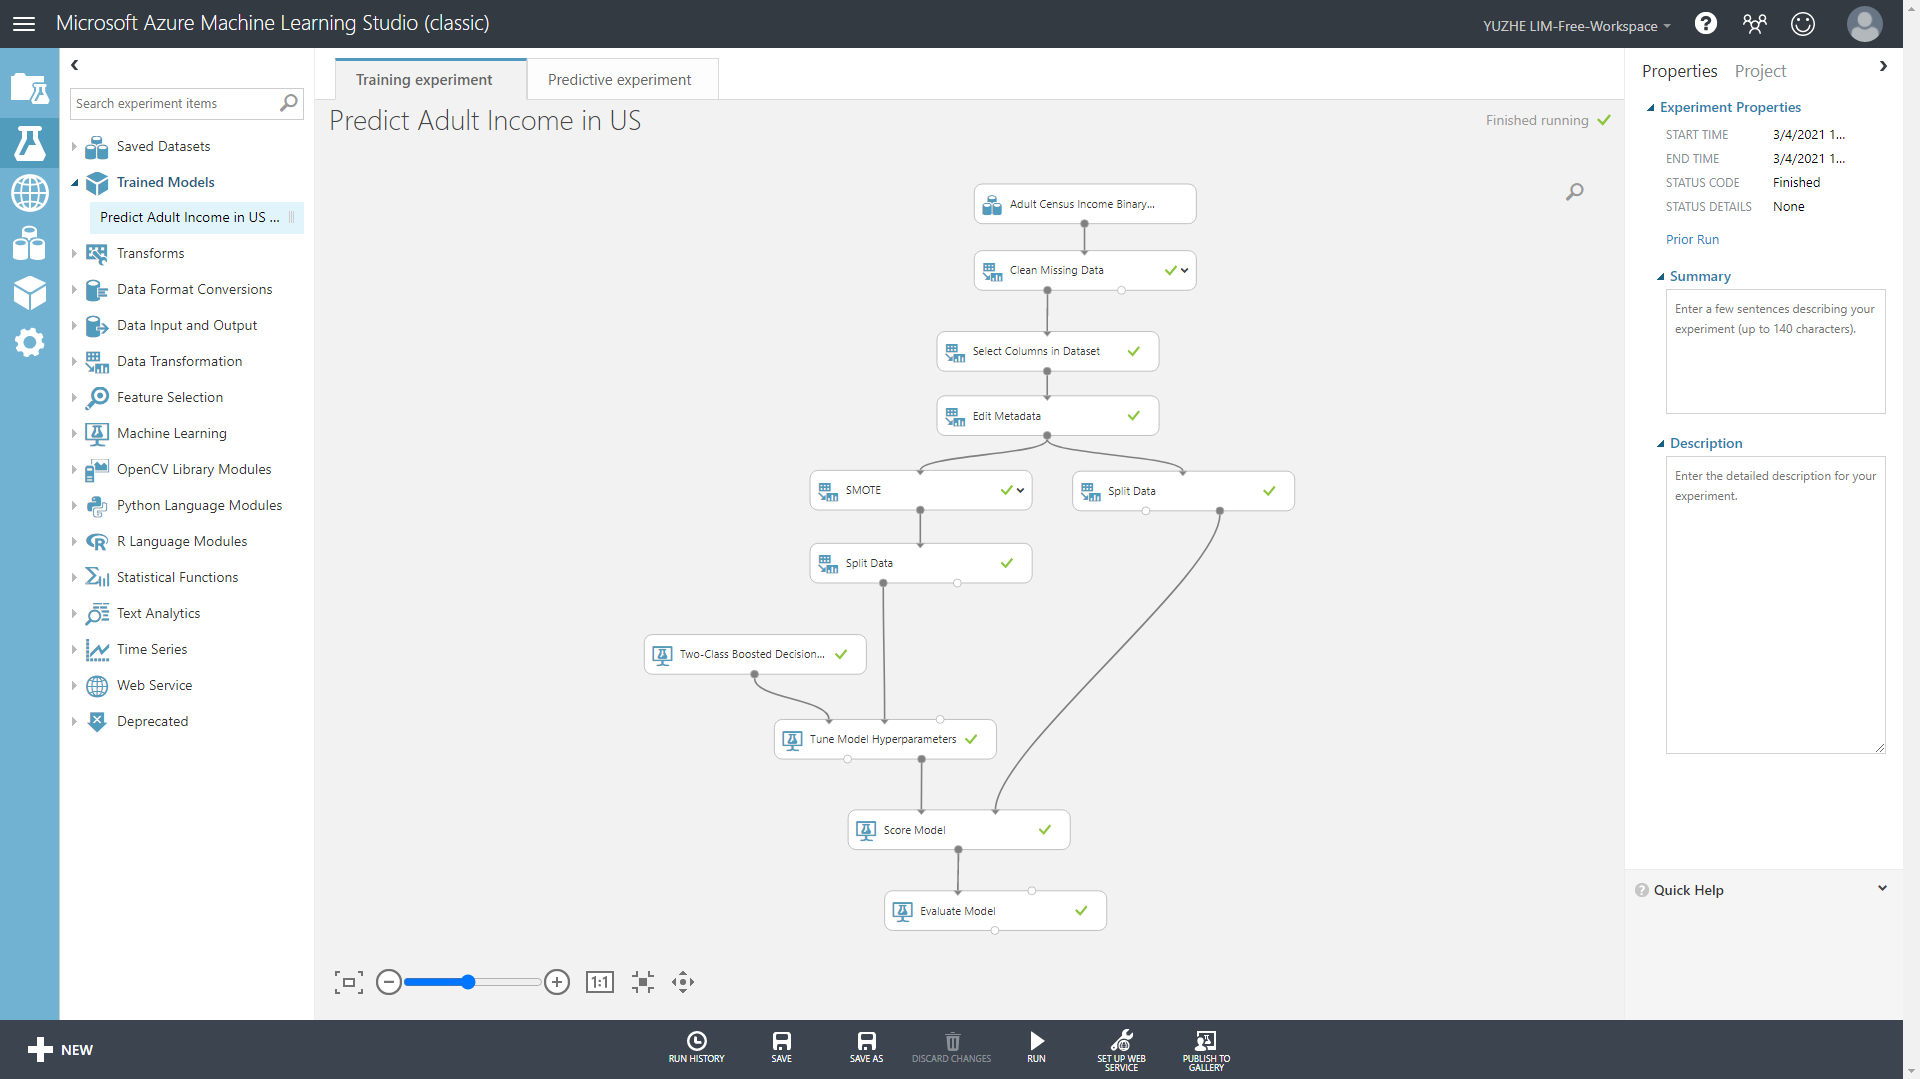 Microsoft Azure Machine Learning Studio (classic)
YUZHE LIM-Free-Workspace
?
Search experiment items
Saved Datasets
Trained Models
Predict Adult Income in US ...
Transforms
Data Format Conversions
Data Input and Output
Data Transformation
Feature Selection
Machine Learning
OpenCV Library Modules
Python Language Modules
R Language Modules
Statistical Functions
Text Analytics
Time Series
Web Service
Deprecated
Training experiment
Predictive experiment
Predict Adult Income in US
Finished running
Adult Census Income Binary...
Clean Missing Data
Select Columns in Dataset
Edit Metadata
SMOTE
Split Data
Split Data
Two-Class Boosted Decision...
Tune Model Hyperparameters
Score Model
Evaluate Model
1:1
Properties
Project
Experiment Properties
START TIME 3/4/2021 1...
END TIME 3/4/2021 1...
STATUS CODE Finished
STATUS DETAILS None
Prior Run
Summary
Enter a few sentences describing your
experiment (up to 140 characters).
Description
Enter the detailed description for your
experiment.
? Quick Help
NEW
RUN HISTORY
SAVE
SAVE AS
DISCARD CHANGES
RUN
SET UP WEB
SERVICE
PUBLISH TO
GALLERY